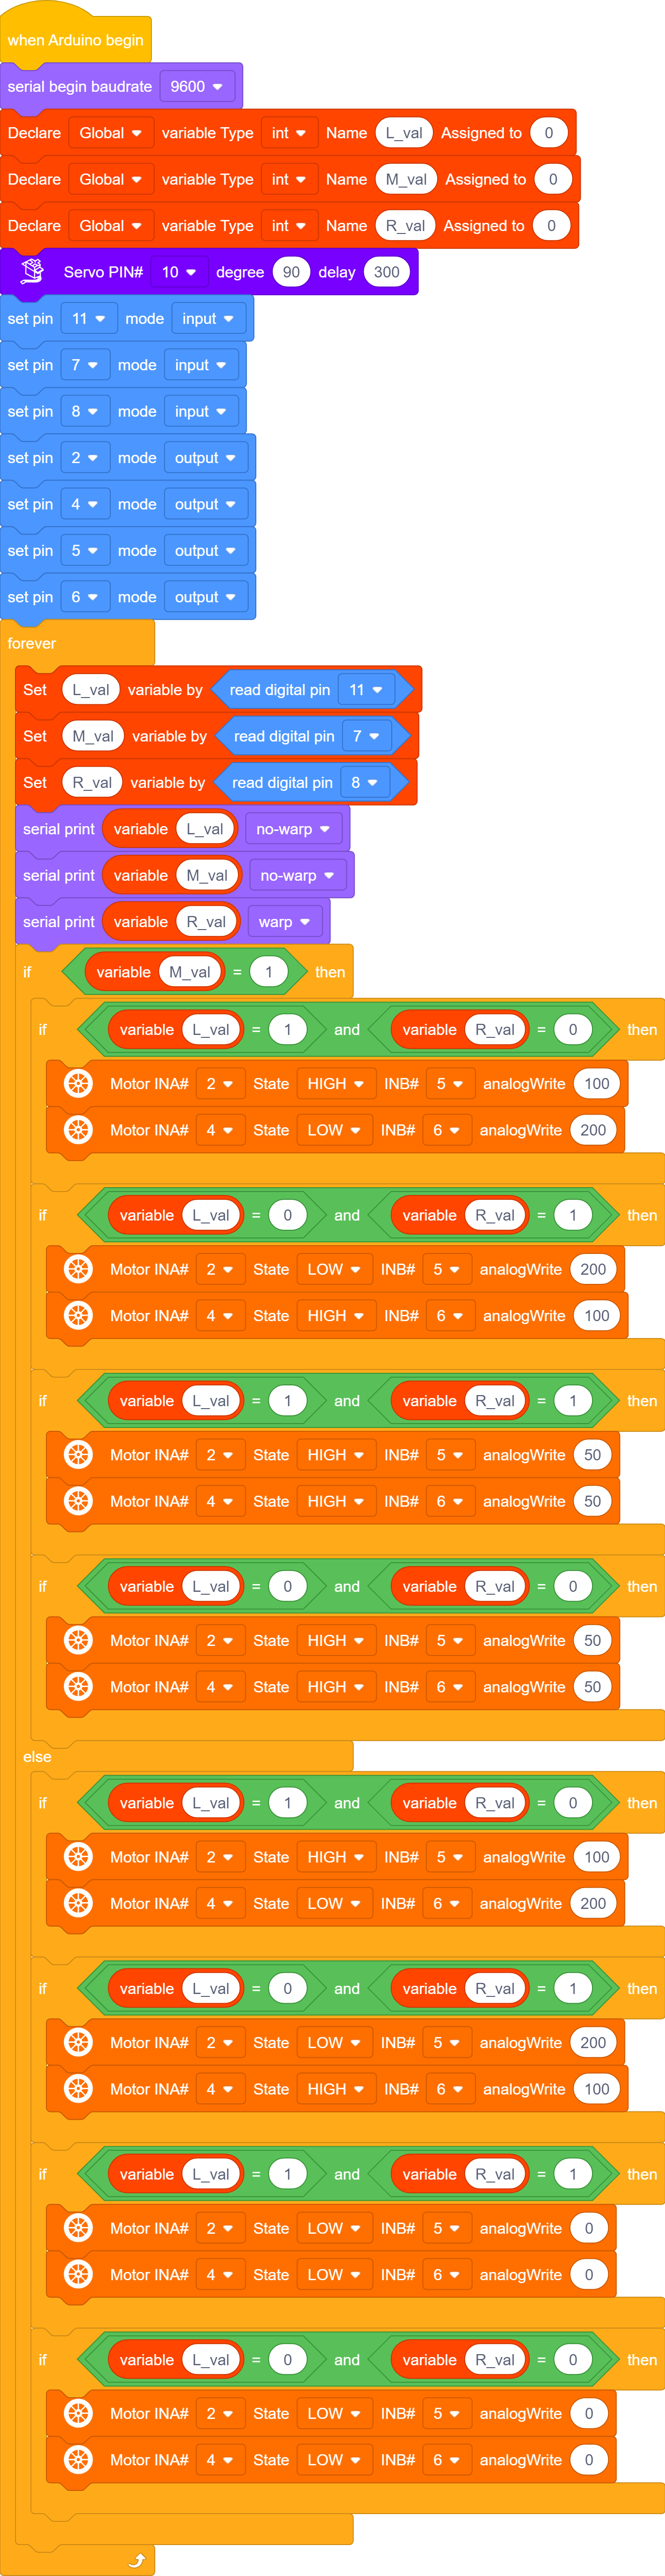 when Arduino begin
serial begin baudrate 9600
Declare Global variable Type int Name L_val Assigned to 0
Declare Global variable Type int Name M_val Assigned to 0
Declare Global variable Type int Name R_val Assigned to 0
Servo PIN# 10 degree 90 delay 300
set pin 11 mode input
set pin 7 mode input
set pin 8 mode input
set pin 2 mode output
set pin 4 mode output
set pin 5 mode output
set pin 6 mode output
forever
Set L_val variable by read digital pin 11
Set M_val variable by read digital pin 7
Set R_val variable by read digital pin 8
serial print variable L_val no-warp
serial print variable M_val no-warp
serial print variable R_val warp
if variable M_val = 1 then
if variable L_val = 1 and variable R_val = 0 then
Motor INA# 2 State HIGH INB# 5 analogWrite 100
Motor INA# 4 State LOW INB# 6 analogWrite 200
if variable L_val = 0 and variable R_val = 1 then
Motor INA# 2 State LOW INB# 5 analogWrite 200
Motor INA# 4 State HIGH INB# 6 analogWrite 100
if variable L_val = 1 and variable R_val = 1 then
Motor INA# 2 State HIGH INB# 5 analogWrite 50
Motor INA# 4 State HIGH INB# 6 analogWrite 50
if variable L_val = 0 and variable R_val = 0 then
Motor INA# 2 State HIGH INB# 5 analogWrite 50
Motor INA# 4 State HIGH INB# 6 analogWrite 50
else
if variable L_val = 1 and variable R_val = 0 then
Motor INA# 2 State HIGH INB# 5 analogWrite 100
Motor INA# 4 State LOW INB# 6 analogWrite 200
if variable L_val = 0 and variable R_val = 1 then
Motor INA# 2 State LOW INB# 5 analogWrite 200
Motor INA# 4 State HIGH INB# 6 analogWrite 100
if variable L_val = 1 and variable R_val = 1 then
Motor INA# 2 State LOW INB# 5 analogWrite 0
Motor INA# 4 State LOW INB# 6 analogWrite 0
if variable L_val = 0 and variable R_val = 0 then
Motor INA# 2 State LOW INB# 5 analogWrite 0
Motor INA# 4 State LOW INB# 6 analogWrite 0